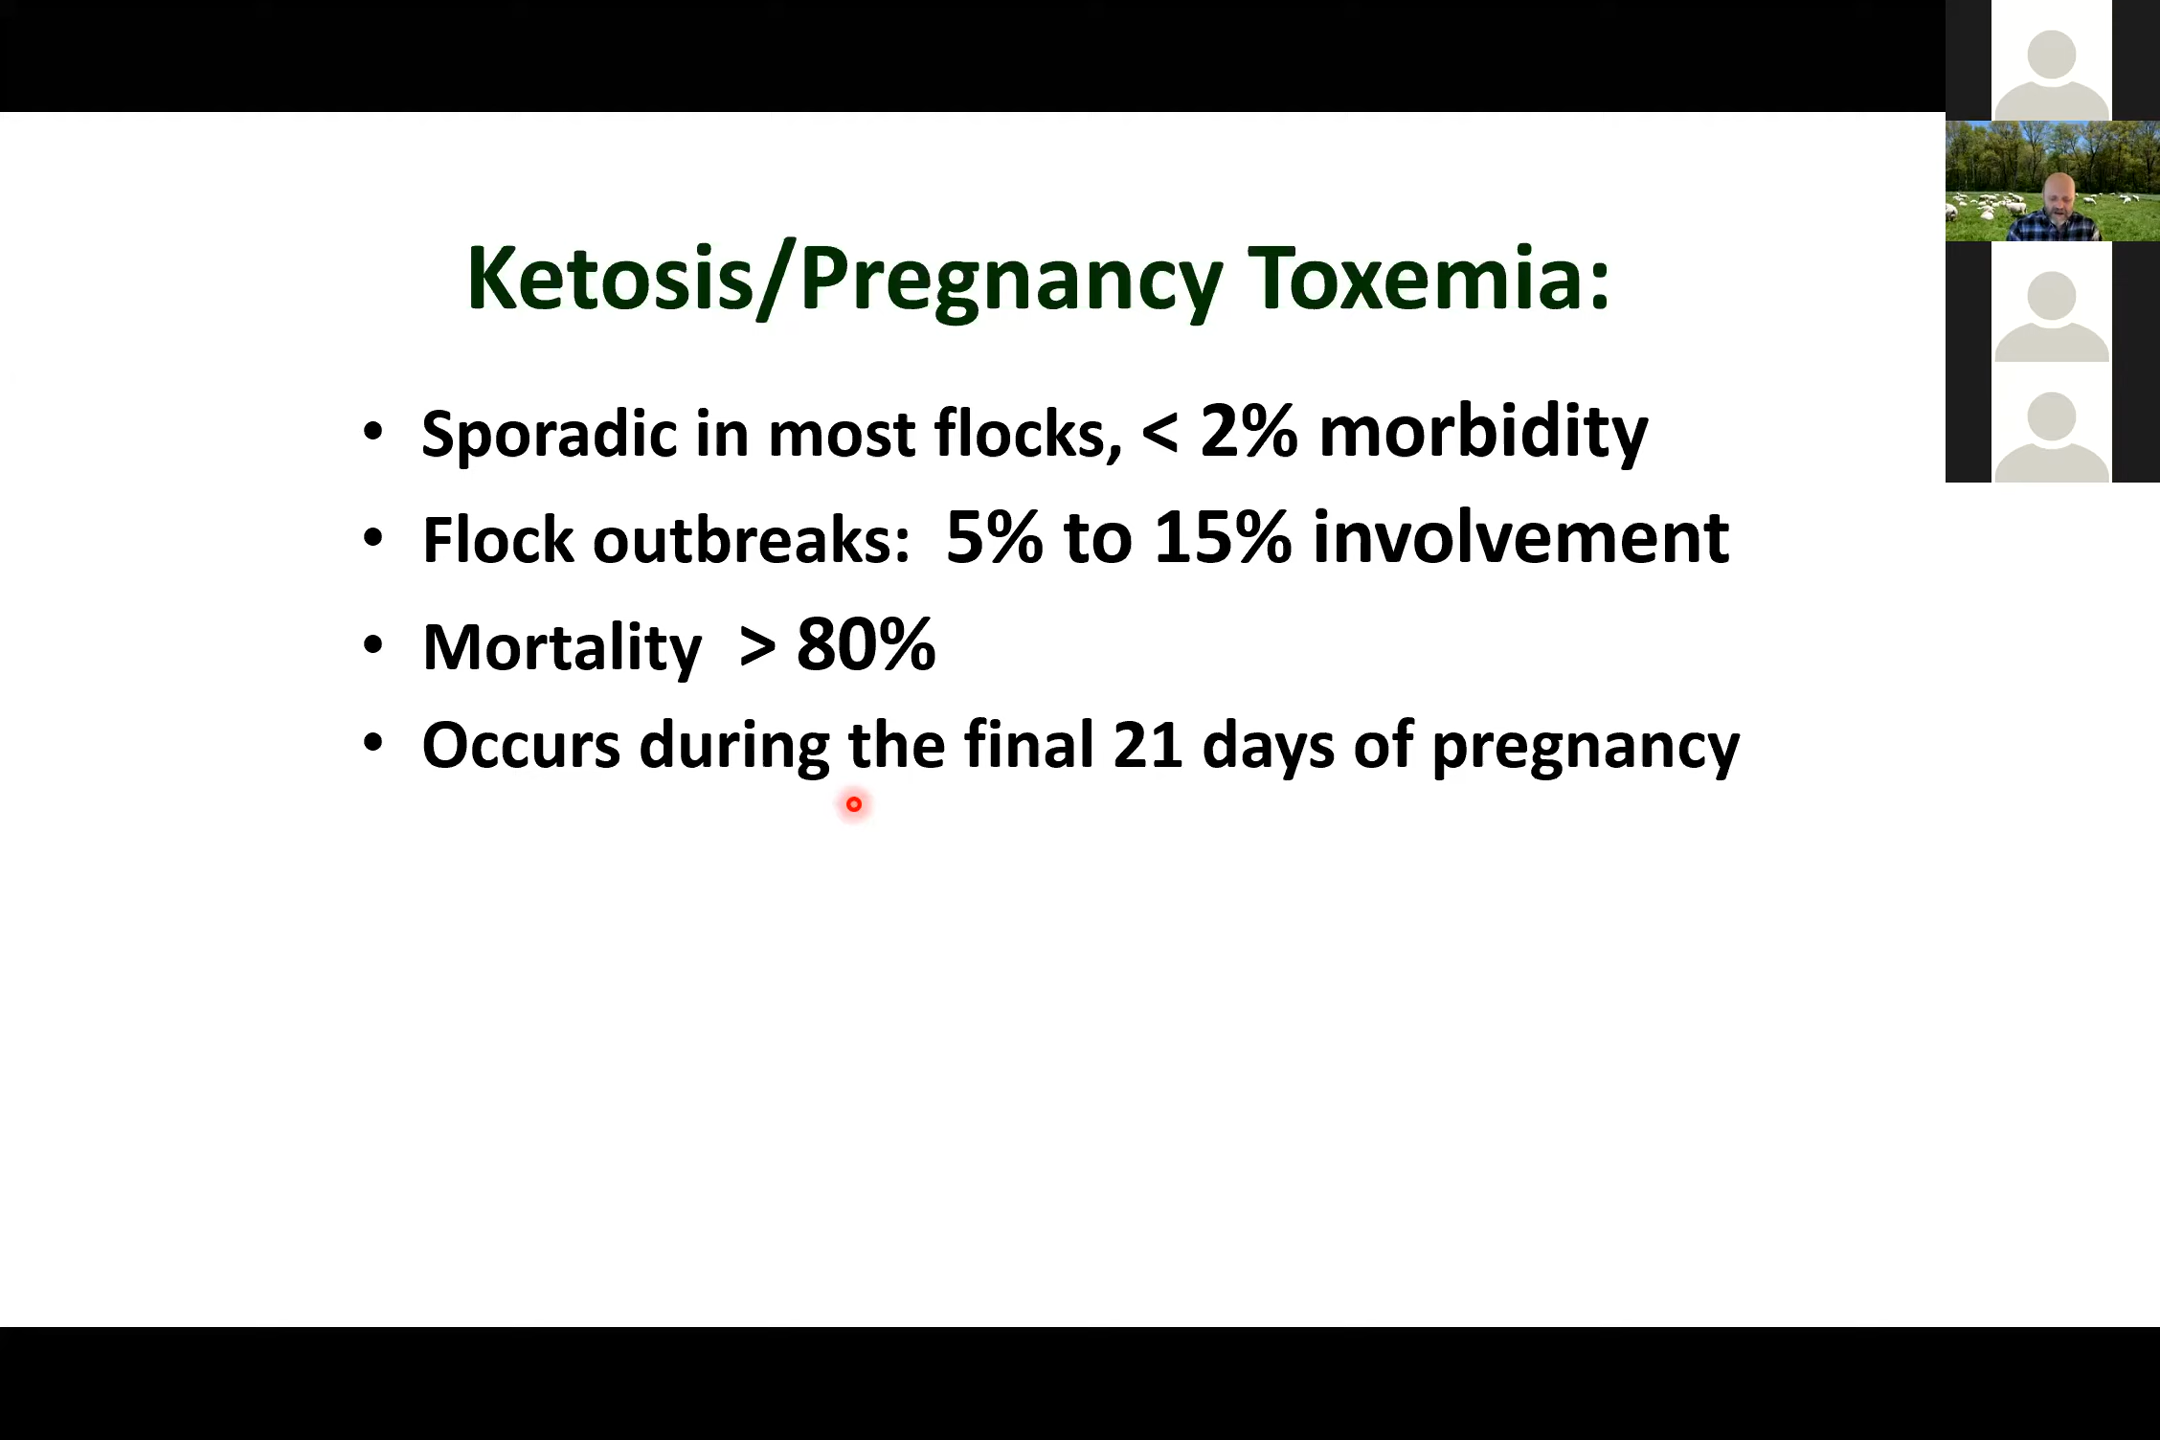 Ketosis/Pregnancy Toxemia:
• Sporadic in most flocks, < 2% morbidity
• Flock outbreaks: 5% to 15% involvement
• Mortality > 80%
• Occurs during the final 21 days of pregnancy